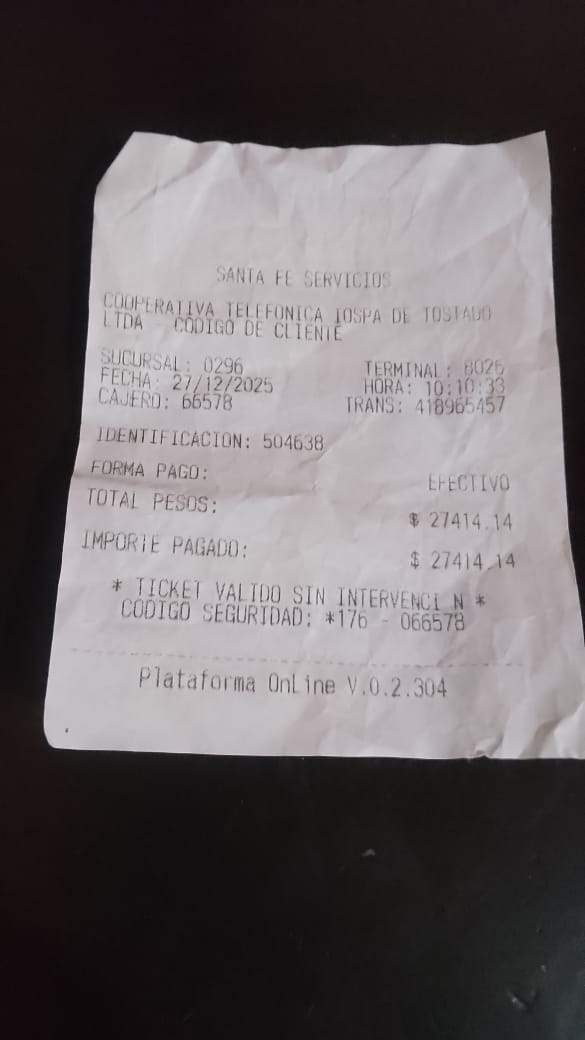 SANTA FE SERVICIOS
COOPERATIVA TELEFONICA IOSPA DE TOSTADO
LTDA - CODIGO DE CLIENTE
SUCURSAL: 0296 TERMINAL: 8026
FECHA: 27/12/2025 HORA: 10:10:33
CAJERO: 66578 TRANS: 418965457
IDENTIFICACION: 504638
FORMA PAGO: EFECTIVO
TOTAL PESOS: $ 27414.14
IMPORTE PAGADO: $ 27414.14
* TICKET VALIDO SIN INTERVENCI N *
CODIGO SEGURIDAD: *176 - 066578
Plataforma OnLine V.0.2.304